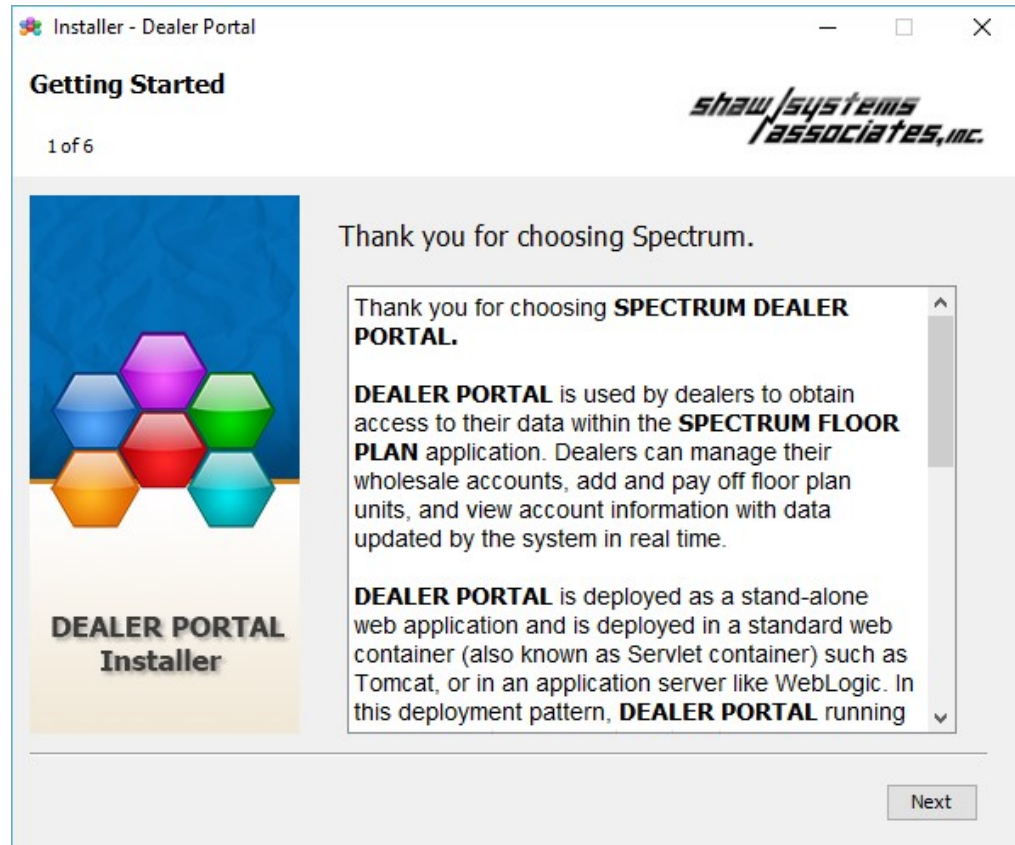 Installer - Dealer Portal
Getting Started
1 of 6
shaw systems
associates, inc.
DEALER PORTAL
Installer
Thank you for choosing Spectrum.
Thank you for choosing SPECTRUM DEALER
PORTAL.
DEALER PORTAL is used by dealers to obtain
access to their data within the SPECTRUM FLOOR
PLAN application. Dealers can manage their
wholesale accounts, add and pay off floor plan
units, and view account information with data
updated by the system in real time.
DEALER PORTAL is deployed as a stand-alone
web application and is deployed in a standard web
container (also known as Servlet container) such as
Tomcat, or in an application server like WebLogic. In
this deployment pattern, DEALER PORTAL running
Next